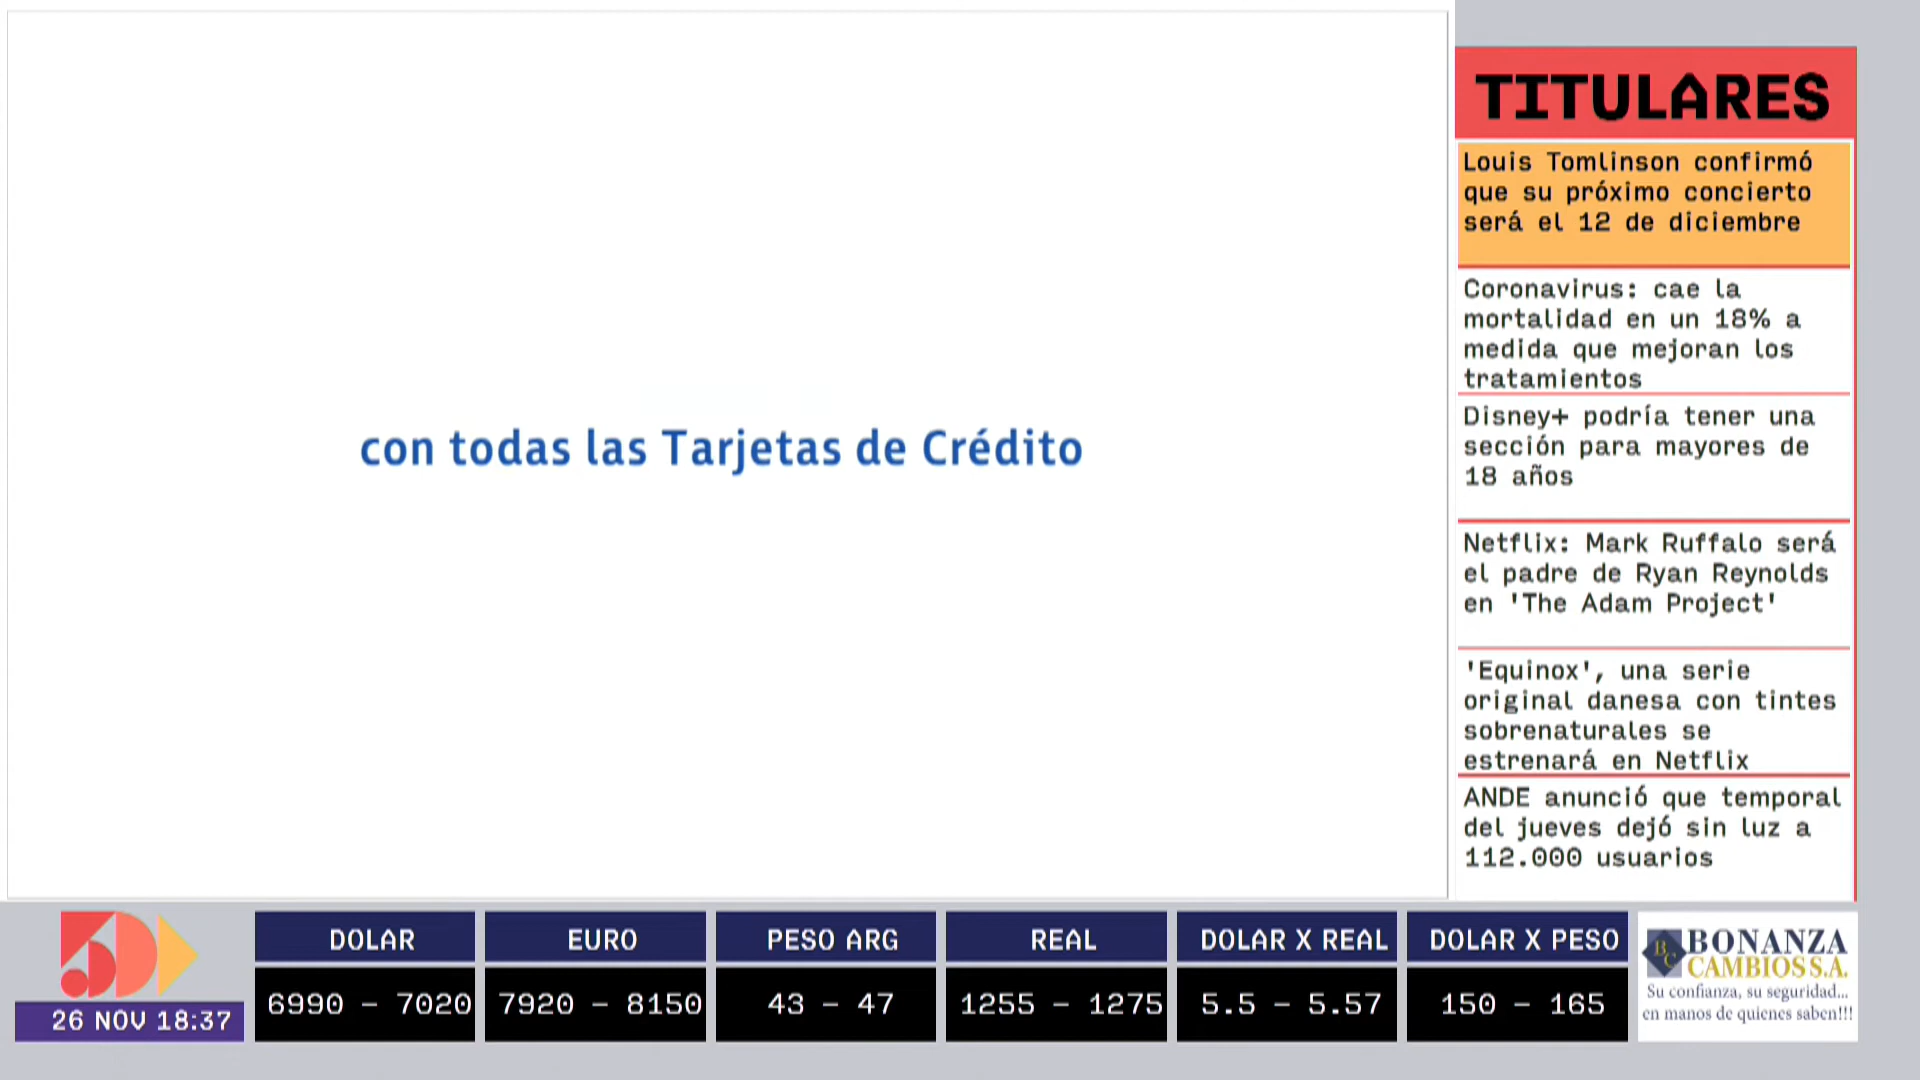 con todas las Tarjetas de Crédito
TITULARES
Louis Tomlinson confirmó
que su próximo concierto
será el 12 de diciembre
Coronavirus: cae la
mortalidad en un 18% a
medida que mejoran los
tratamientos
Disney+ podría tener una
sección para mayores de
18 años
Netflix: Mark Ruffalo será
el padre de Ryan Reynolds
en 'The Adam Project'
'Equinox', una serie
original danesa con tintes
sobrenaturales se
estrenará en Netflix
ANDE anunció que temporal
del jueves dejó sin luz a
112.000 usuarios
26 NOV 18:37
DOLAR
6990 - 7020
EURO
7920 - 8150
PESO ARG
43 - 47
REAL
1255 - 1275
DOLAR X REAL
5.5 - 5.57
DOLAR X PESO
150 - 165
BC
BONANZA
CAMBIOS S.A.
Su confianza, su seguridad...
en manos de quienes saben!!!